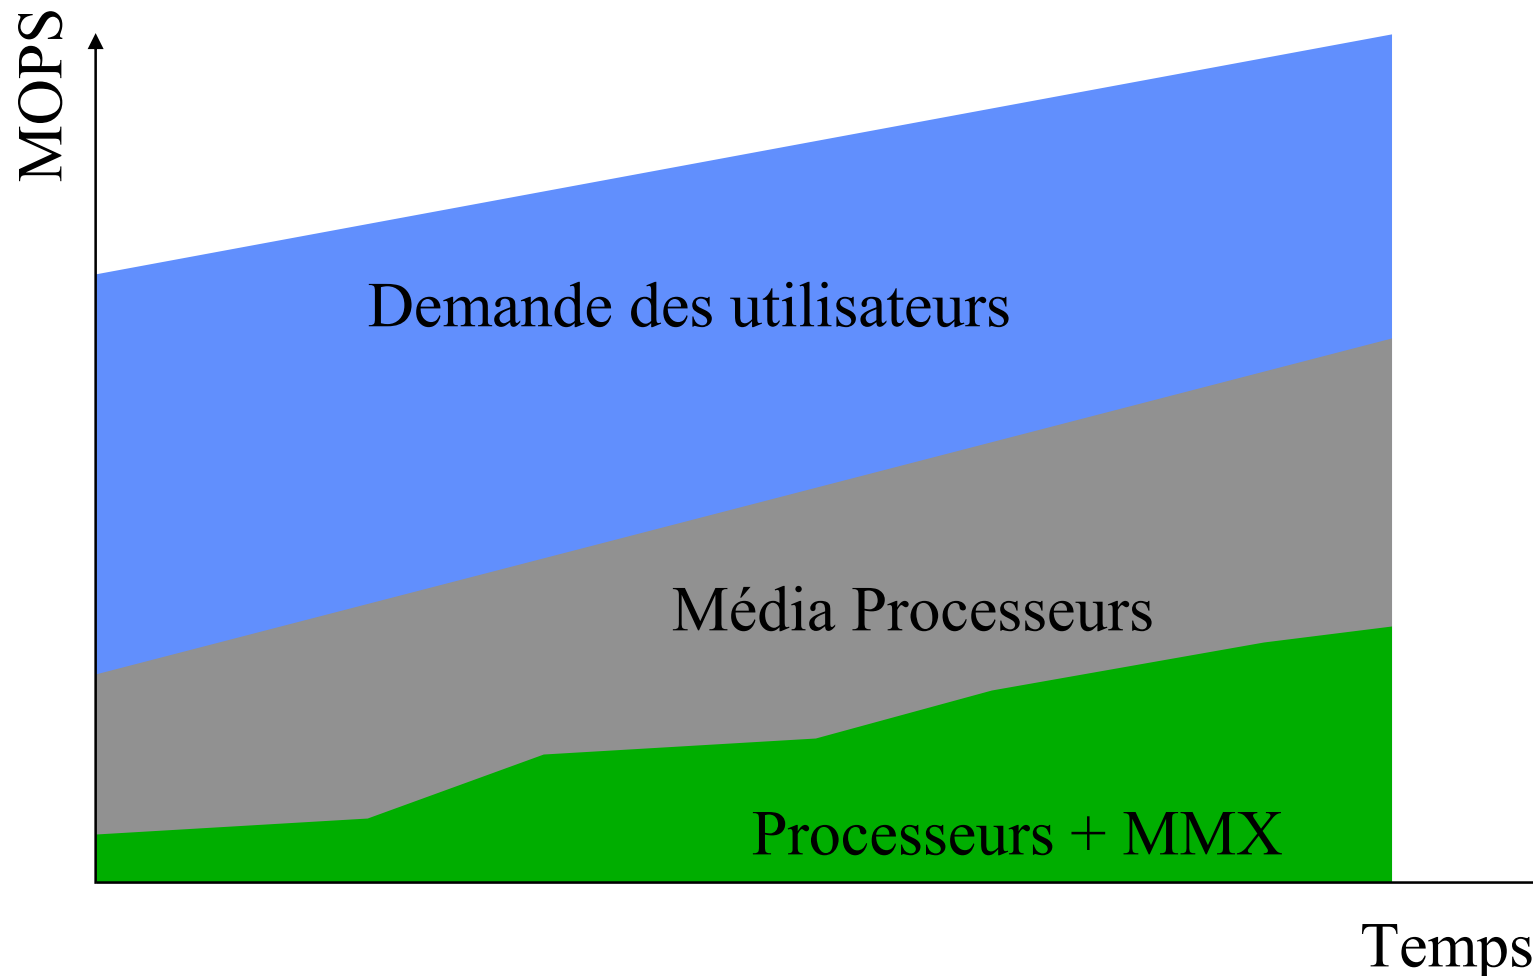 MOPS
Demande des utilisateurs
Média Processeurs
Processeurs + MMX
Temps